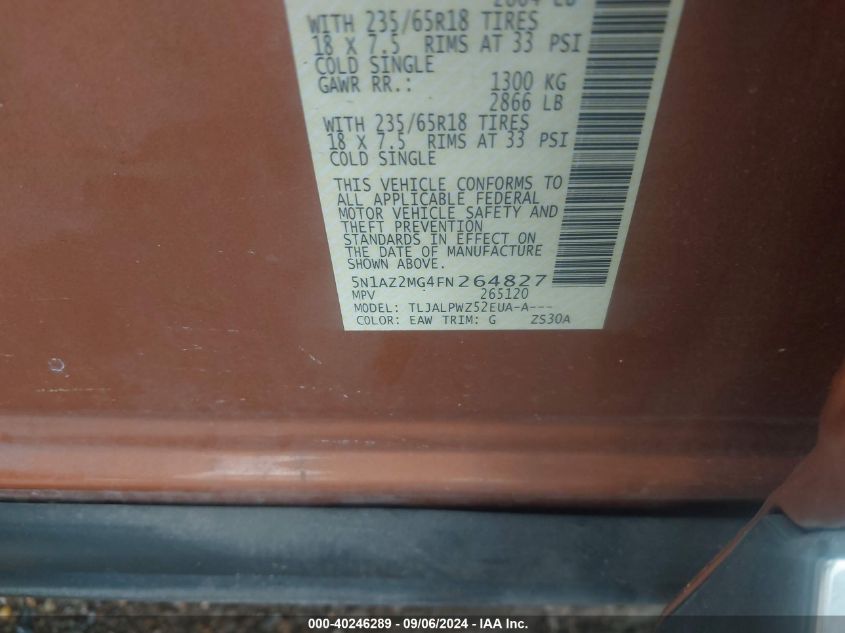 2864 LB
WITH 235/65R18 TIRES
18 X 7.5 RIMS AT 33 PSI
COLD SINGLE
GAWR RR.: 1300 KG
2866 LB
WITH 235/65R18 TIRES
18 X 7.5 RIMS AT 33 PSI
COLD SINGLE
THIS VEHICLE CONFORMS TO
ALL APPLICABLE FEDERAL
MOTOR VEHICLE SAFETY AND
THEFT PREVENTION
STANDARDS IN EFFECT ON
THE DATE OF MANUFACTURE
SHOWN ABOVE.
5N1AZ2MG4FN264827
MPV 265120
MODEL: TLJALPWZ52EUA-A---
COLOR: EAW TRIM: G ZS30A
000-40246289 - 09/06/2024 - IAA Inc.